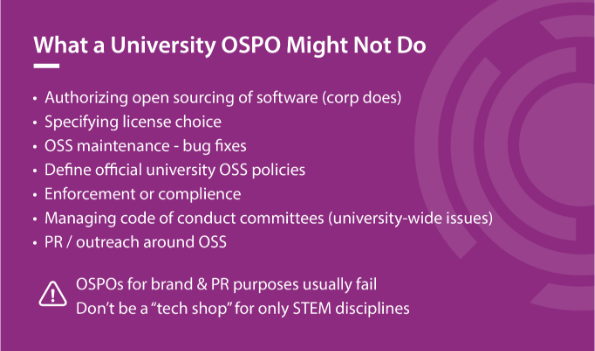 What a University OSPO Might Not Do
• Authorizing open sourcing of software (corp does)
• Specifying license choice
• OSS maintenance - bug fixes
• Define official university OSS policies
• Enforcement or complience
• Managing code of conduct committees (university-wide issues)
• PR / outreach around OSS
OSPOs for brand & PR purposes usually fail
Don't be a “tech shop” for only STEM disciplines